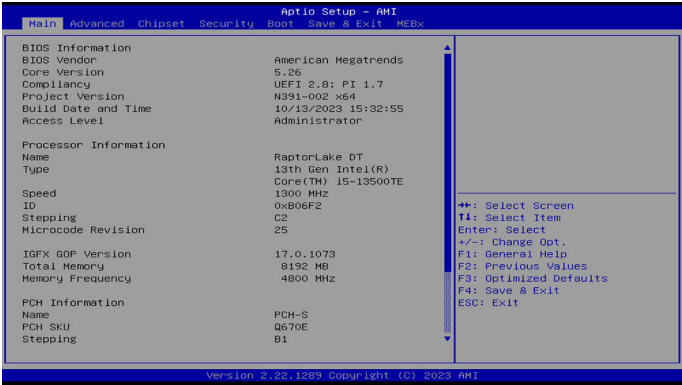 Aptio Setup – AMI
Main Advanced Chipset Security Boot Save & Exit MEBx
BIOS Information
BIOS Vendor American Megatrends
Core Version 5.26
Compliancy UEFI 2.8; PI 1.7
Project Version N391-002 x64
Build Date and Time 10/13/2023 15:32:55
Access Level Administrator
Processor Information
Name RaptorLake DT
Type 13th Gen Intel(R)
Core(TM) i5-13500TE
Speed 1300 MHz
ID 0xB06F2
Stepping C2
Microcode Revision 25
IGFX GOP Version 17.0.1073
Total Memory 8192 MB
Memory Frequency 4800 MHz
PCH Information
Name PCH-S
PCH SKU Q670E
Stepping B1
→←: Select Screen
↑↓: Select Item
Enter: Select
+/-: Change Opt.
F1: General Help
F2: Previous Values
F3: Optimized Defaults
F4: Save & Exit
ESC: Exit
Version 2.22.1289 Copyright (C) 2023 AMI